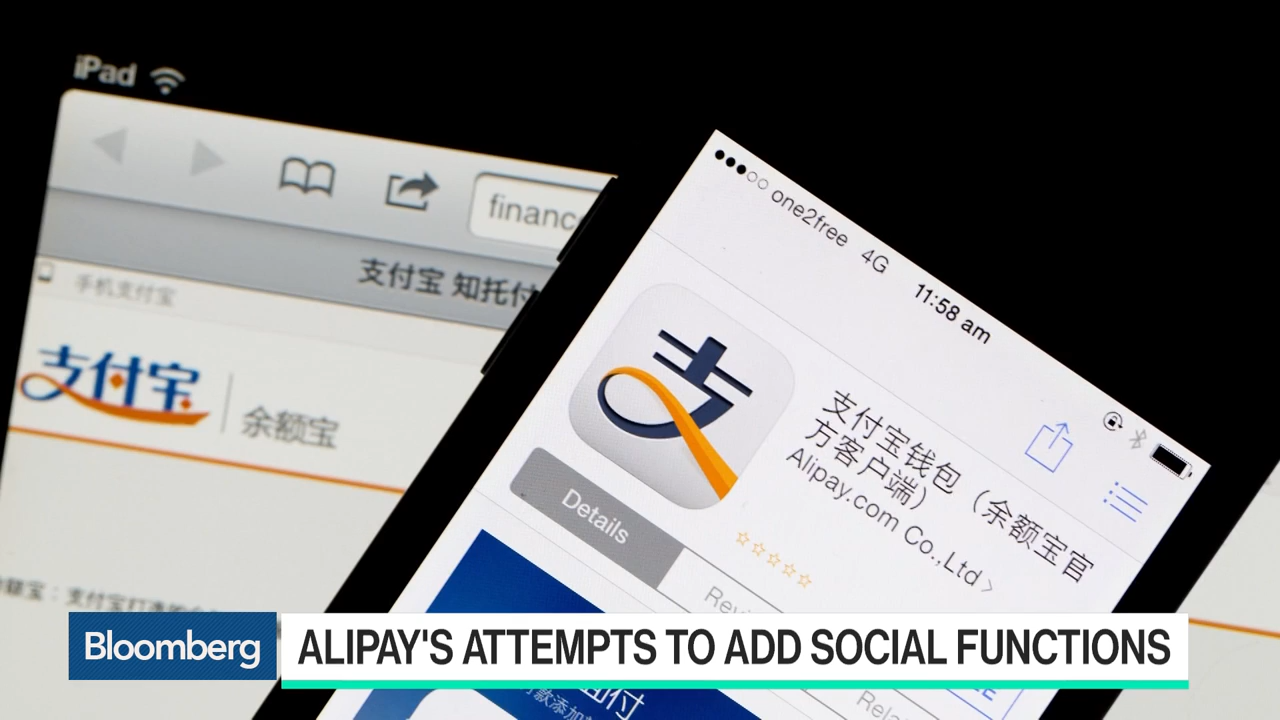 iPad
financ
支付宝 知托付
手机支付宝
支付宝
余额宝
one2free 4G
11:58 am
支
支付宝钱包（余额宝官
方客户端）
Alipay.com Co.,Ltd
Details
Bloomberg
ALIPAY'S ATTEMPTS TO ADD SOCIAL FUNCTIONS